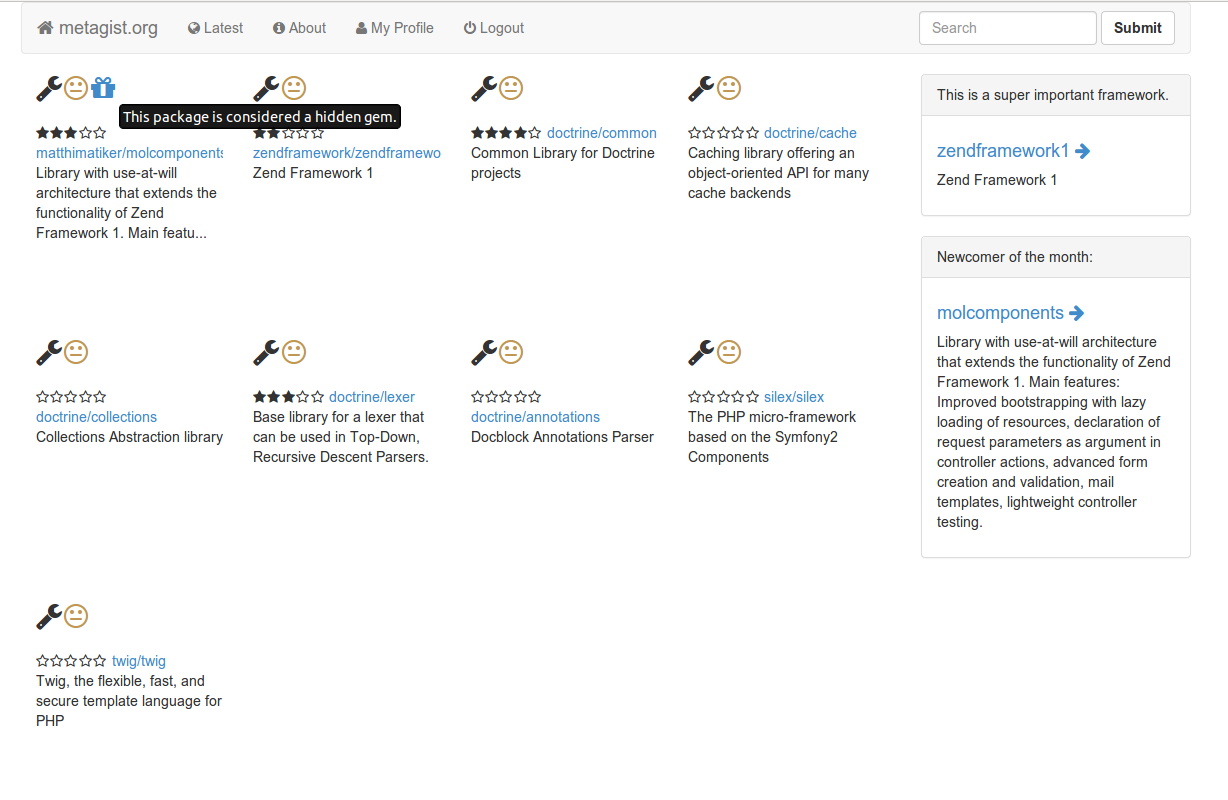 metagist.org Latest About My Profile Logout Search Submit
This package is considered a hidden gem.
matthimatiker/molcomponents
Library with use-at-will
architecture that extends the
functionality of Zend
Framework 1. Main featu...
zendframework/zendframewo
Zend Framework 1
doctrine/common
Common Library for Doctrine
projects
doctrine/cache
Caching library offering an
object-oriented API for many
cache backends
doctrine/collections
Collections Abstraction library
doctrine/lexer
Base library for a lexer that
can be used in Top-Down,
Recursive Descent Parsers.
doctrine/annotations
Docblock Annotations Parser
silex/silex
The PHP micro-framework
based on the Symfony2
Components
twig/twig
Twig, the flexible, fast, and
secure template language for
PHP
This is a super important framework.
zendframework1
Zend Framework 1
Newcomer of the month:
molcomponents
Library with use-at-will architecture
that extends the functionality of Zend
Framework 1. Main features:
Improved bootstrapping with lazy
loading of resources, declaration of
request parameters as argument in
controller actions, advanced form
creation and validation, mail
templates, lightweight controller
testing.